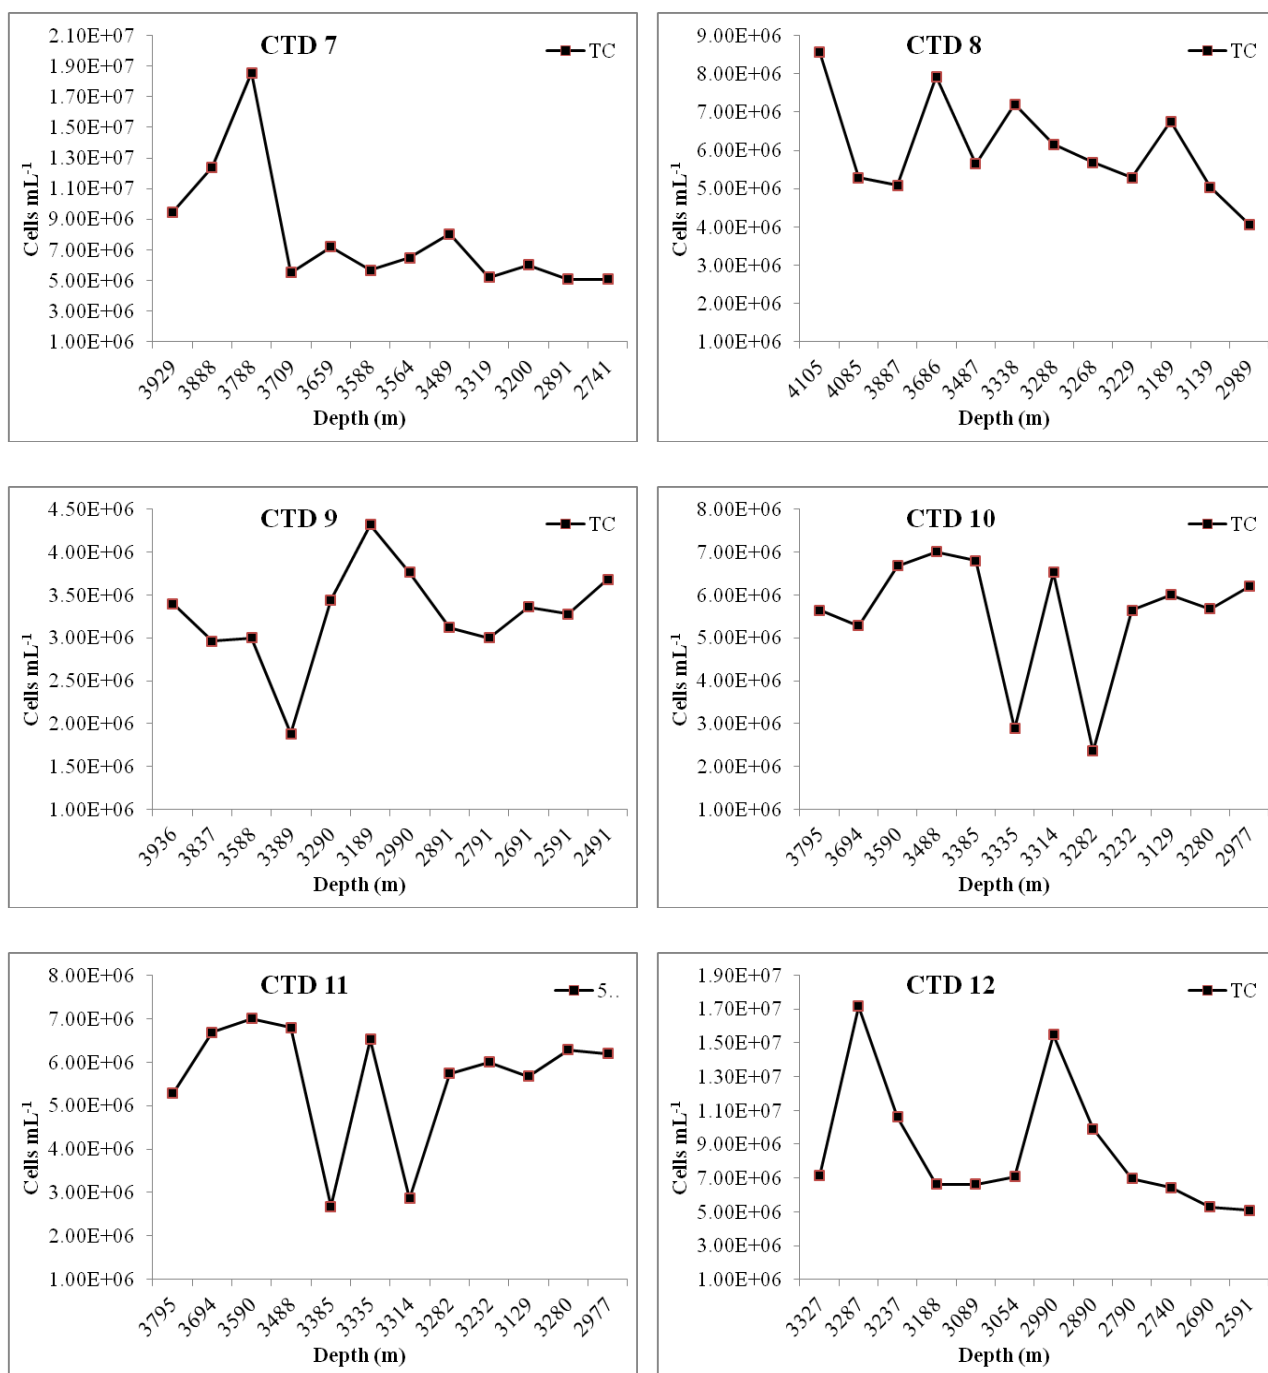 CTD 7
TC
2.10E+07
1.90E+07
1.70E+07
1.50E+07
1.30E+07
1.10E+07
9.00E+06
7.00E+06
5.00E+06
3.00E+06
1.00E+06
Cells mL-1
3929 3888 3788 3709 3659 3588 3564 3489 3319 3200 2891 2741
Depth (m)
CTD 8
TC
9.00E+06
8.00E+06
7.00E+06
6.00E+06
5.00E+06
4.00E+06
3.00E+06
2.00E+06
1.00E+06
Cells mL-1
4105 4085 3887 3686 3487 3338 3288 3268 3229 3189 3139 2989
Depth (m)
CTD 9
TC
4.50E+06
4.00E+06
3.50E+06
3.00E+06
2.50E+06
2.00E+06
1.50E+06
1.00E+06
Cells mL-1
3936 3837 3588 3389 3290 3189 2990 2891 2791 2691 2591 2491
Depth (m)
CTD 10
TC
8.00E+06
7.00E+06
6.00E+06
5.00E+06
4.00E+06
3.00E+06
2.00E+06
1.00E+06
Cells mL-1
3795 3694 3590 3488 3385 3335 3314 3282 3232 3129 3280 2977
Depth (m)
CTD 11
5..
8.00E+06
7.00E+06
6.00E+06
5.00E+06
4.00E+06
3.00E+06
2.00E+06
1.00E+06
Cells mL-1
3795 3694 3590 3488 3385 3335 3314 3282 3232 3129 3280 2977
Depth (m)
CTD 12
TC
1.90E+07
1.70E+07
1.50E+07
1.30E+07
1.10E+07
9.00E+06
7.00E+06
5.00E+06
3.00E+06
1.00E+06
Cells mL-1
3327 3287 3237 3188 3089 3054 2990 2890 2790 2740 2690 2591
Depth (m)